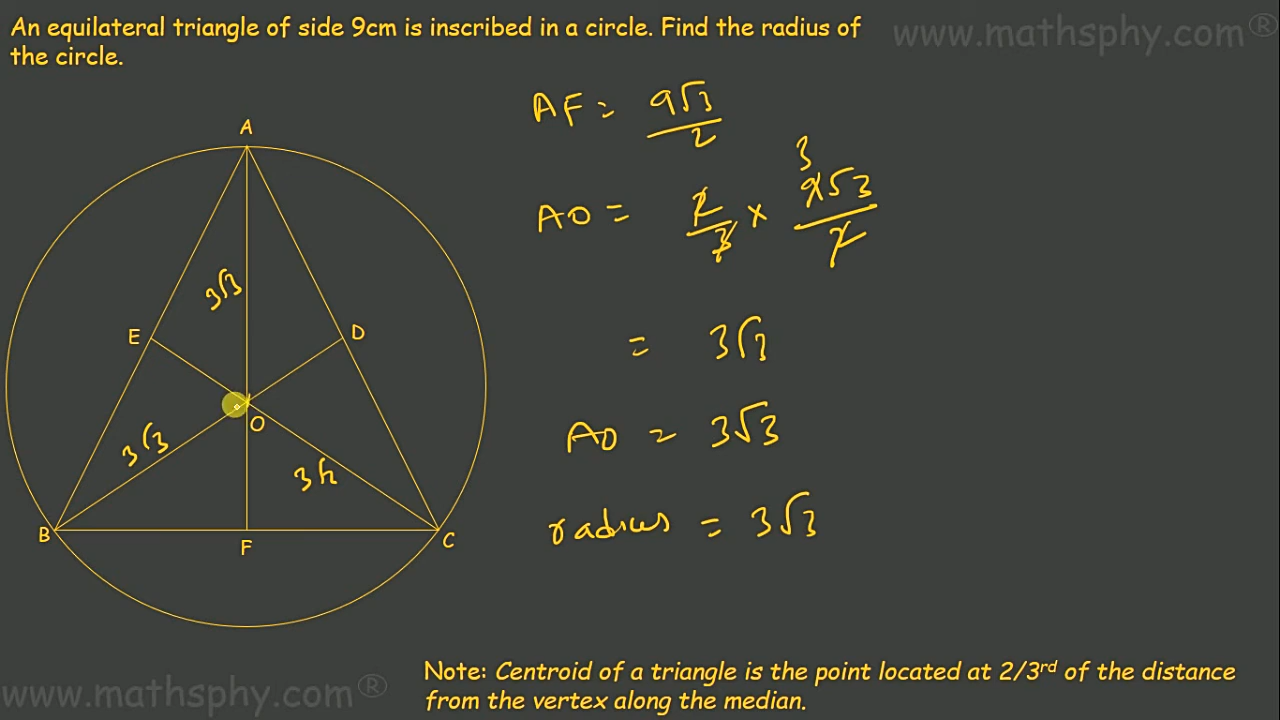 An equilateral triangle of side 9cm is inscribed in a circle. Find the radius of
the circle.
www.mathsphy.com®
AF = 9√3/2
A
AO = 2/3 × 9√3/2
3
3√3
E
D
= 3√3
O
3√3
AO = 3√3
3√3
radius = 3√3
B
F
C
Note: Centroid of a triangle is the point located at 2/3rd of the distance
from the vertex along the median.
www.mathsphy.com®